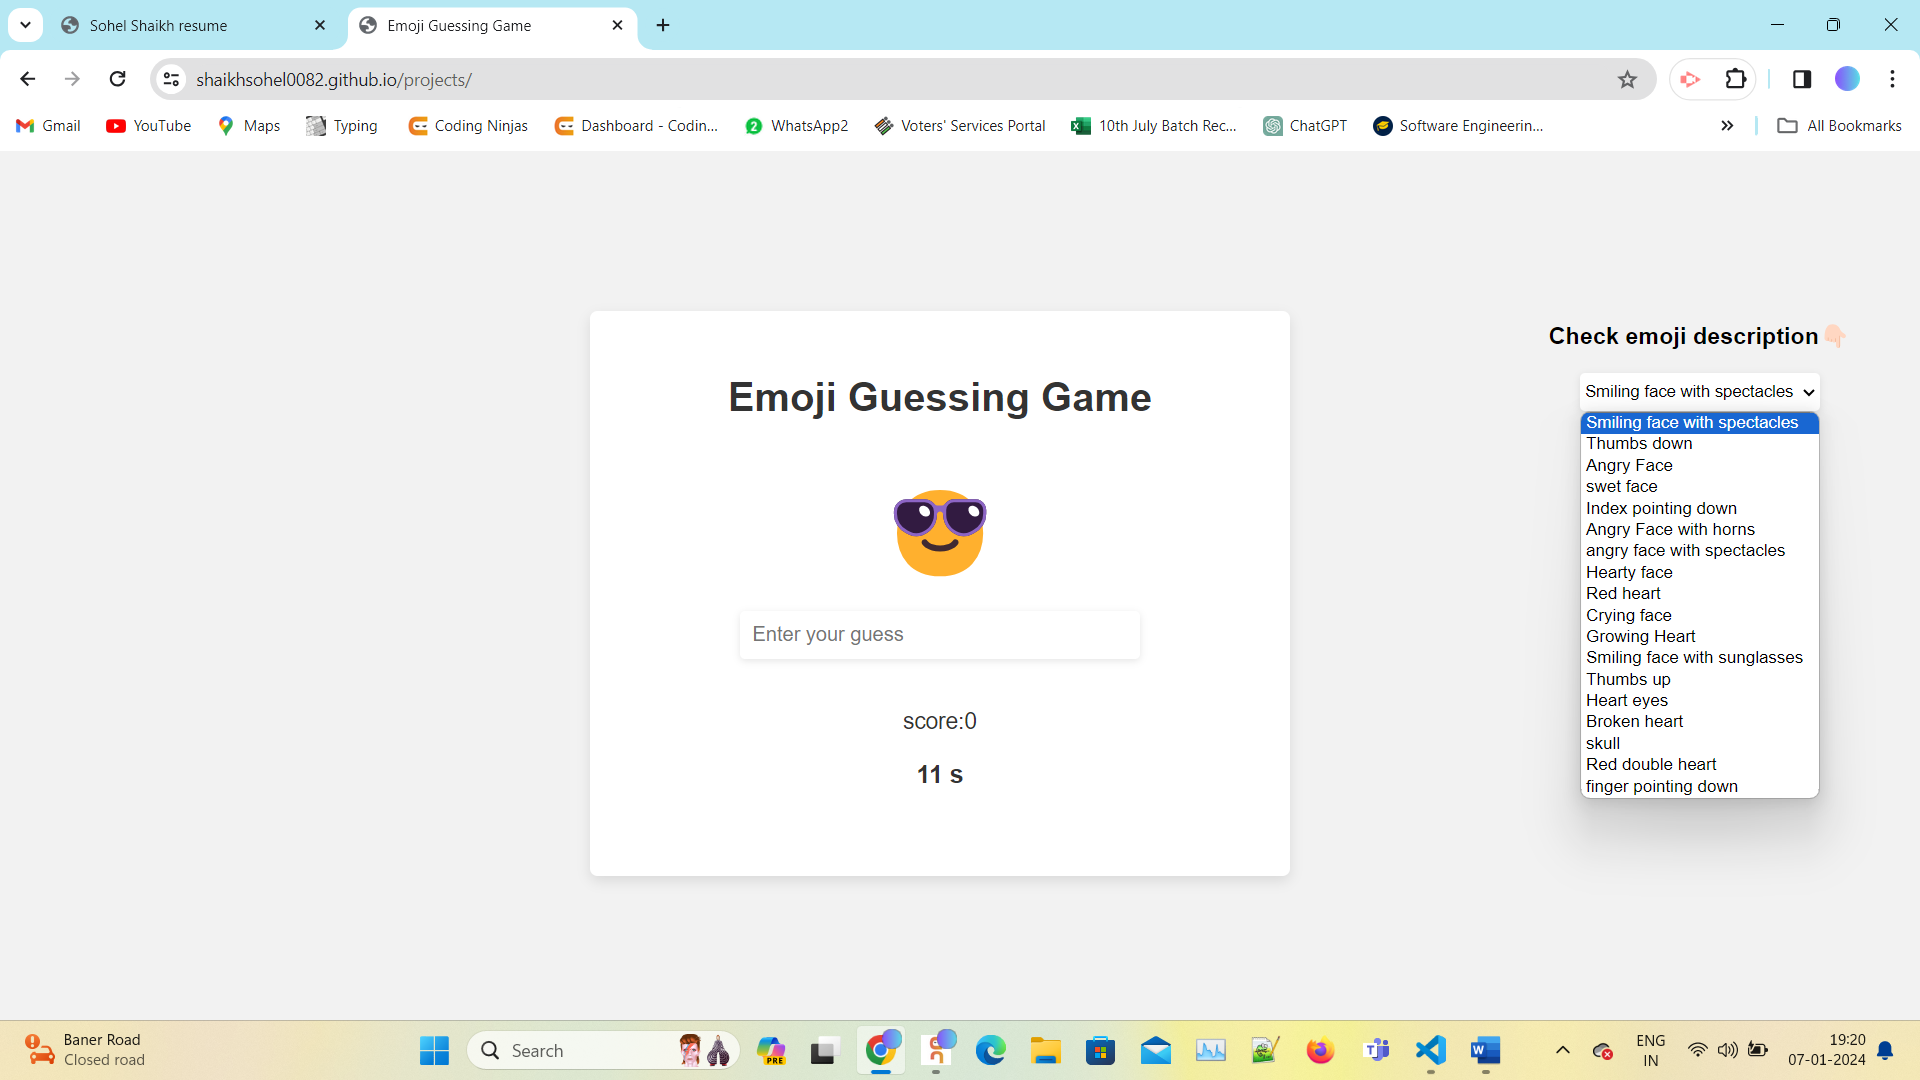 Sohel Shaikh resume
Emoji Guessing Game
shaikhsohel0082.github.io/projects/
Gmail
YouTube
Maps
Typing
Coding Ninjas
Dashboard - Codin...
2
WhatsApp2
Voters' Services Portal
10th July Batch Rec...
ChatGPT
Software Engineerin...
All Bookmarks
Emoji Guessing Game
Enter your guess
score:0
11 s
Check emoji description
Smiling face with spectacles
Smiling face with spectacles
Thumbs down
Angry Face
swet face
Index pointing down
Angry Face with horns
angry face with spectacles
Hearty face
Red heart
Crying face
Growing Heart
Smiling face with sunglasses
Thumbs up
Heart eyes
Broken heart
skull
Red double heart
finger pointing down
Baner Road
Closed road
Search
PRE
ENG
IN
19:20
07-01-2024